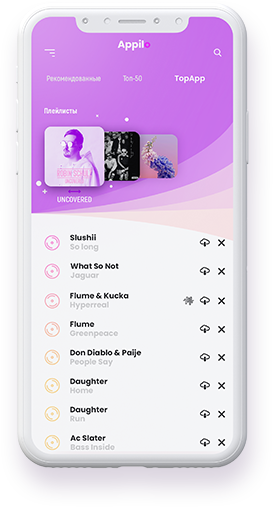 Appilo
Рекомендованные Топ-50 TopApp
Плейлисты
UNCOVERED
Slushii
So long
What So Not
Jaguar
Flume & Kucka
Hyperreal
Flume
Greenpeace
Don Diablo & Paije
People Say
Daughter
Home
Daughter
Run
Ac Slater
Bass Inside